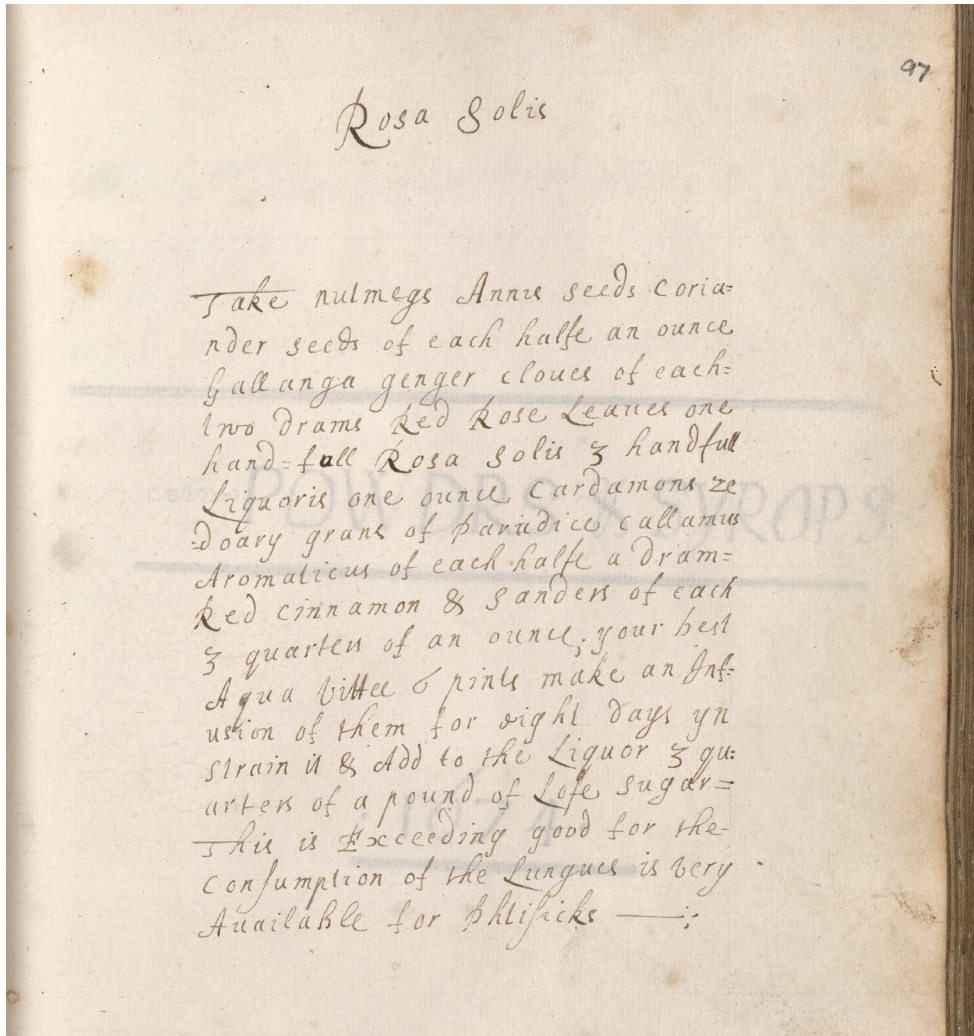 97
Rosa Solis
Take nutmegs Annis seeds Coria=
nder seeds of each halfe an ounce
Gallanga genger cloves of each=
two drams Red Rose Leaves one
hand=full Rosa Solis 3 handfull
Liquoris one ounce Cardamons ze
=doary grans of Paradice Callamus
Aromaticus of each halfe a Dram=
Red Cinnamon & Sanders of each
3 quarters of an ounce; your best
Aqua Vittee 6 pints make an Inf=
usion of them for eight Days yn
strain it & Add to the Liquor 3 qu=
arters of a pound of Lofe Sugar=
This is Exceeding good for the
Consumption of the Lungues is very
Available for Phtisicks
POWDRS & SYROPS